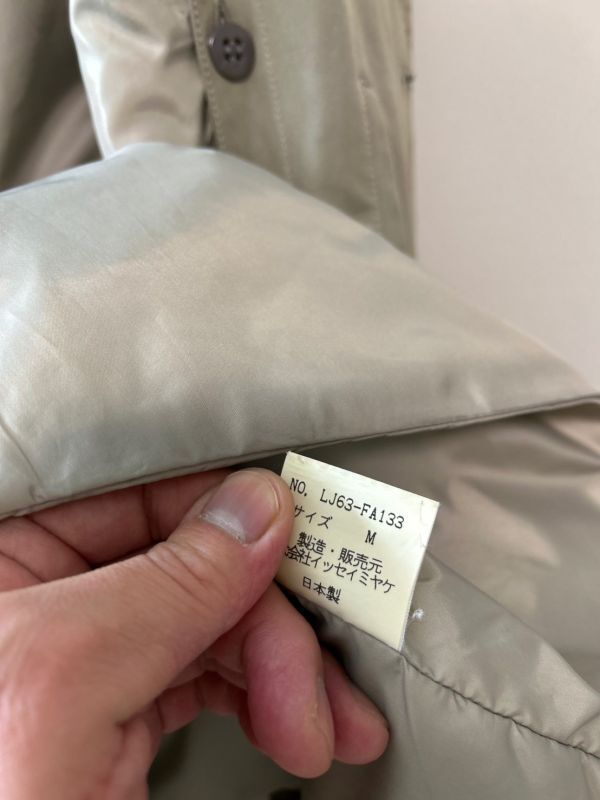 NO. LJ63-FA133
サイズ M
製造・販売元
会社イッセイミヤケ
日本製